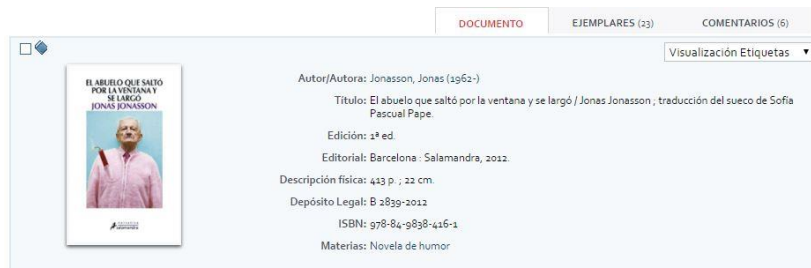 DOCUMENTO
EJEMPLARES (23)
COMENTARIOS (6)
Visualización Etiquetas
EL ABUELO QUE SALTÓ
POR LA VENTANA Y
SE LARGÓ
JONAS JONASSON
salamandra
Autor/Autora: Jonasson, Jonas (1962-)
Título: El abuelo que saltó por la ventana y se largó / Jonas Jonasson ; traducción del sueco de Sofía
Pascual Pape.
Edición: 1ª ed.
Editorial: Barcelona : Salamandra, 2012.
Descripción física: 413 p. ; 22 cm.
Depósito Legal: B 2839-2012
ISBN: 978-84-9838-416-1
Materias: Novela de humor